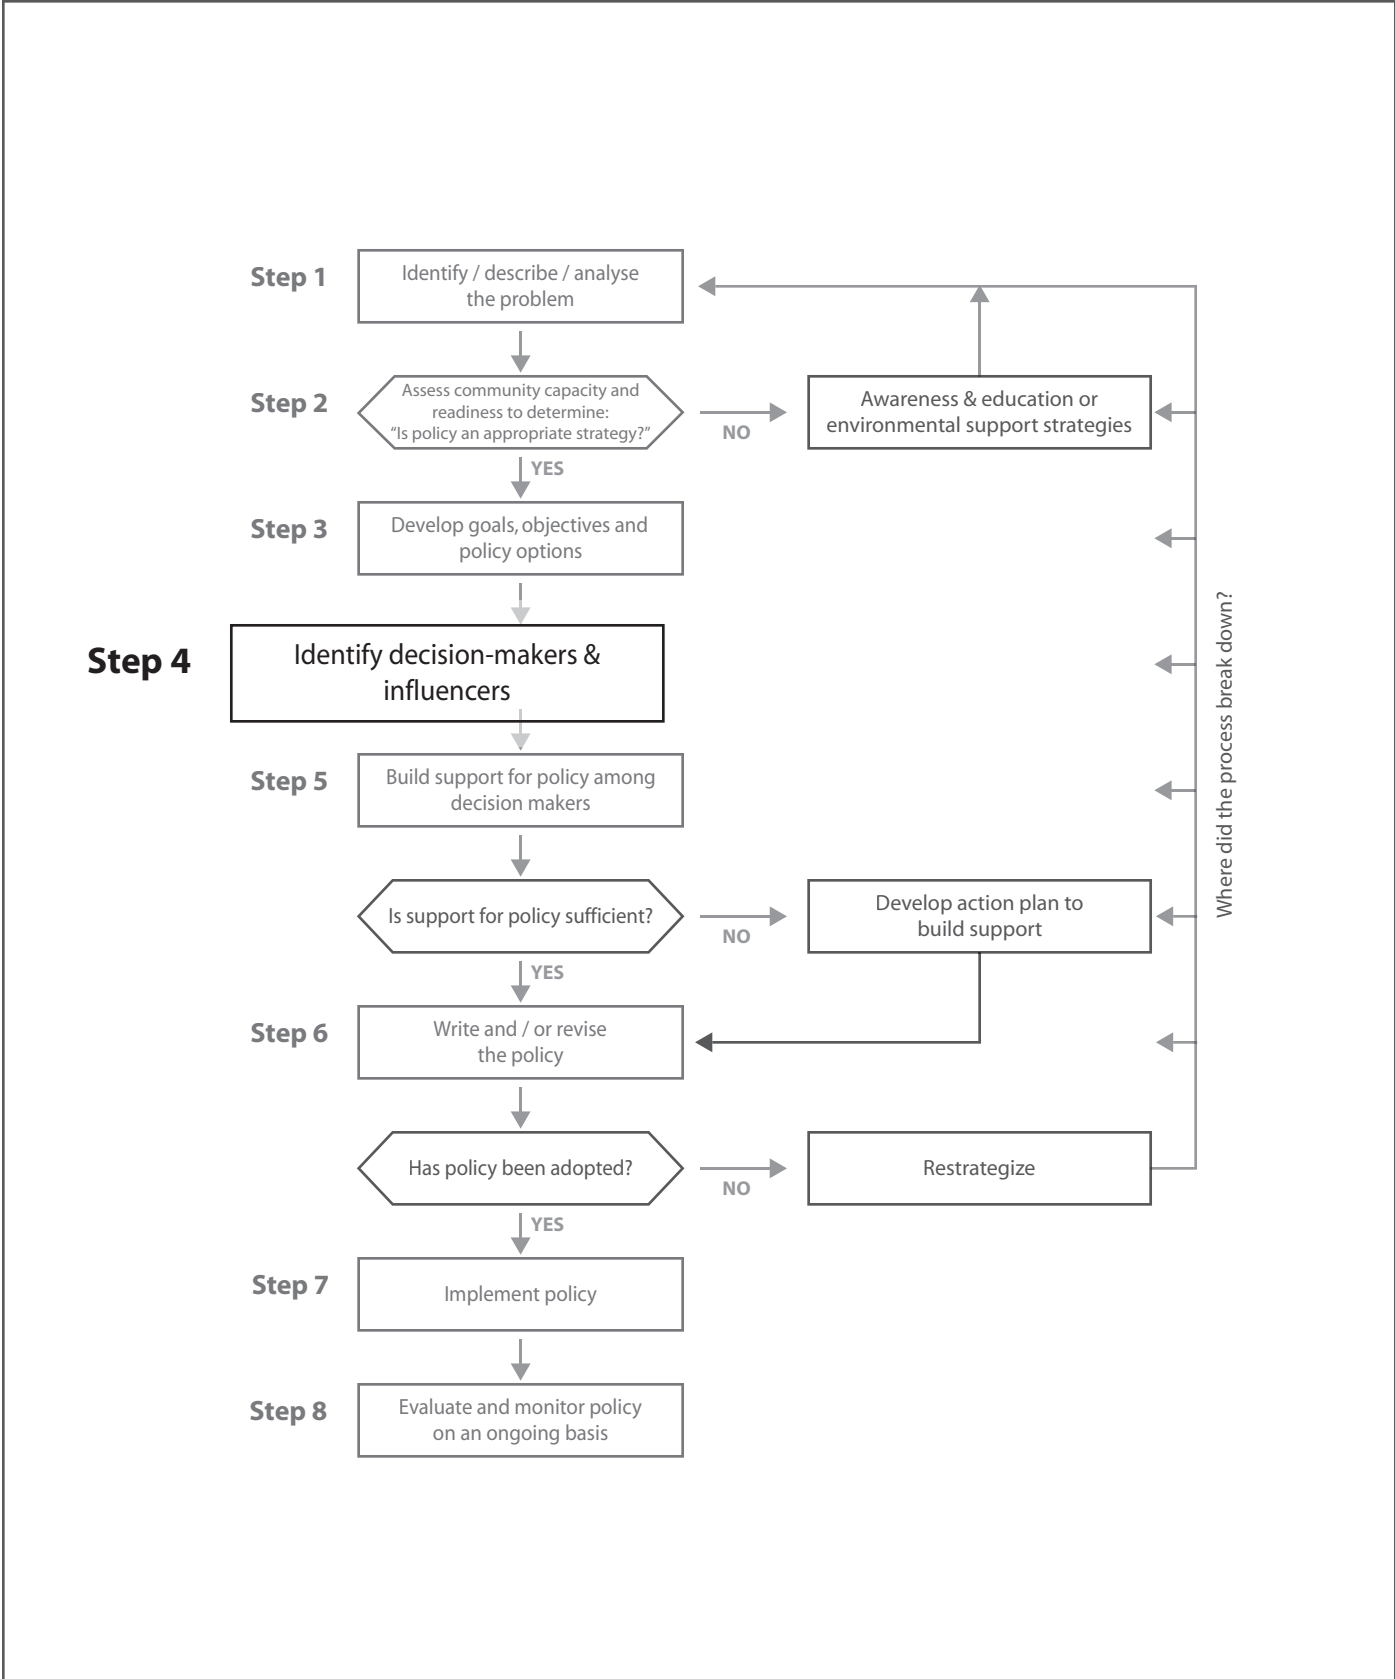 Step 1
Identify / describe / analyse
the problem
Step 2
Assess community capacity and
readiness to determine:
“Is policy an appropriate strategy?”
NO
Awareness & education or
environmental support strategies
YES
Step 3
Develop goals, objectives and
policy options
Step 4
Identify decision-makers &
influencers
Step 5
Build support for policy among
decision makers
Is support for policy sufficient?
NO
Develop action plan to
build support
YES
Step 6
Write and / or revise
the policy
Has policy been adopted?
NO
Restrategize
YES
Step 7
Implement policy
Step 8
Evaluate and monitor policy
on an ongoing basis
Where did the process break down?